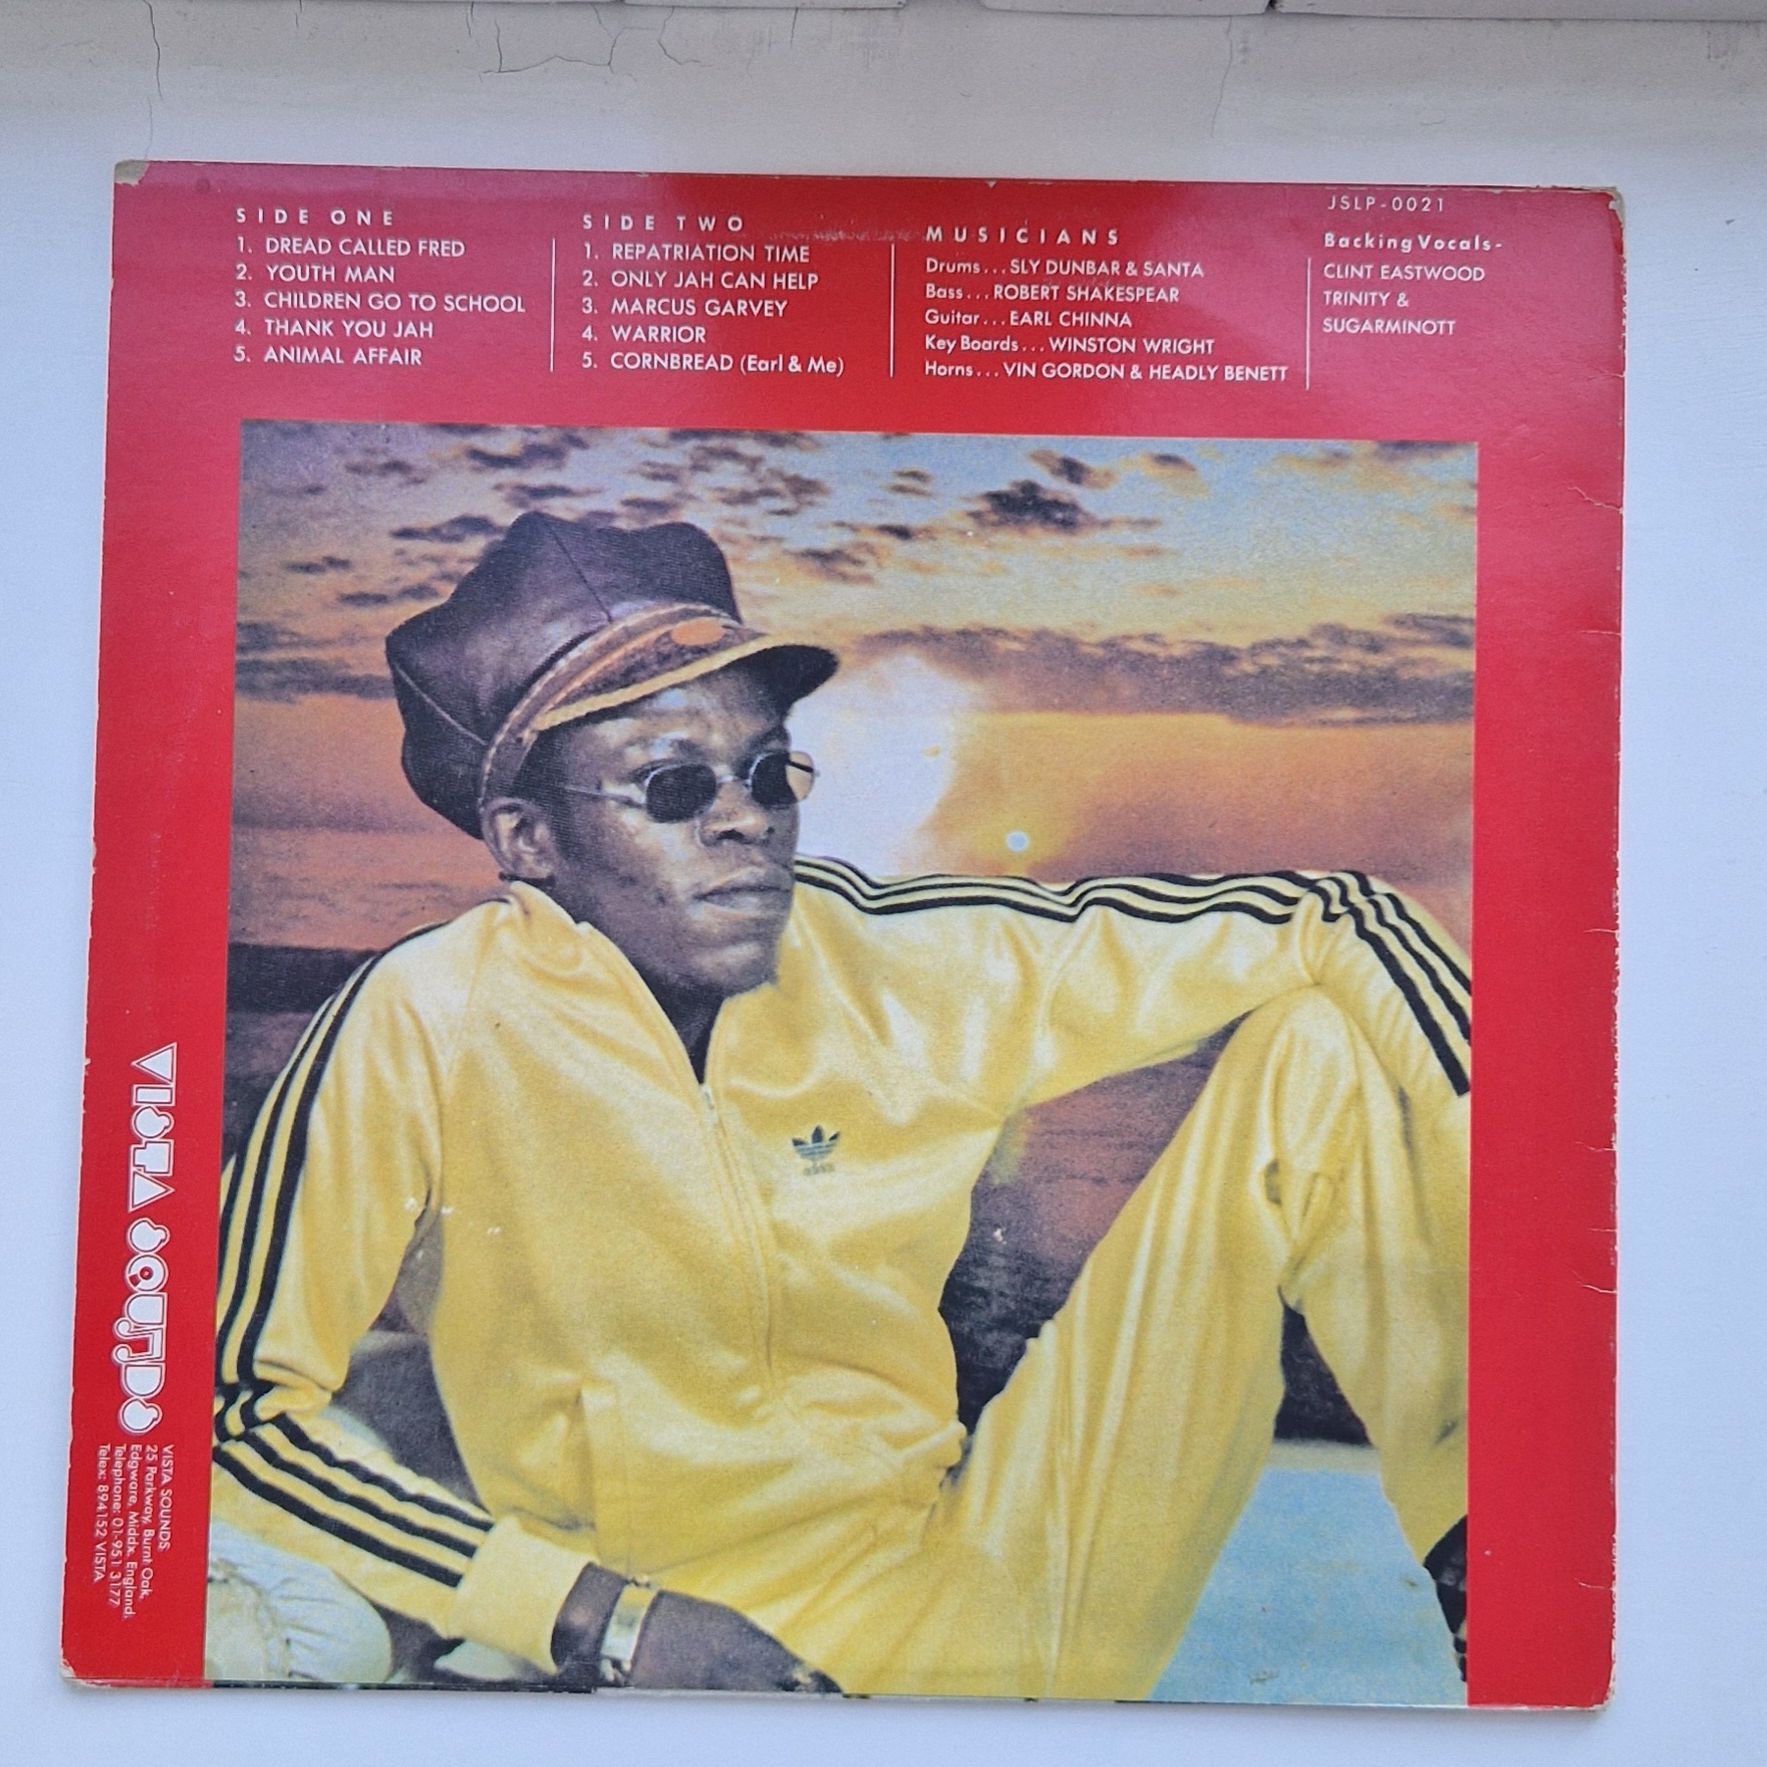 SIDE ONE
1. DREAD CALLED FRED
2. YOUTH MAN
3. CHILDREN GO TO SCHOOL
4. THANK YOU JAH
5. ANIMAL AFFAIR
SIDE TWO
1. REPATRIATION TIME
2. ONLY JAH CAN HELP
3. MARCUS GARVEY
4. WARRIOR
5. CORNBREAD (Earl & Me)
MUSICIANS
Drums...SLY DUNBAR & SANTA
Bass...ROBERT SHAKESPEAR
Guitar...EARL CHINNA
Key Boards...WINSTON WRIGHT
Horns...VIN GORDON & HEADLY BENETT
JSLP-0021
Backing Vocals-
CLINT EASTWOOD
TRINITY &
SUGARMINOTT
adidas
VISTA SOUNDS
VISTA SOUNDS
25 Parkway, Burnt Oak,
Edgware, Middx, England.
Telephone: 01-951 3177
Telex: 894152 VISTA